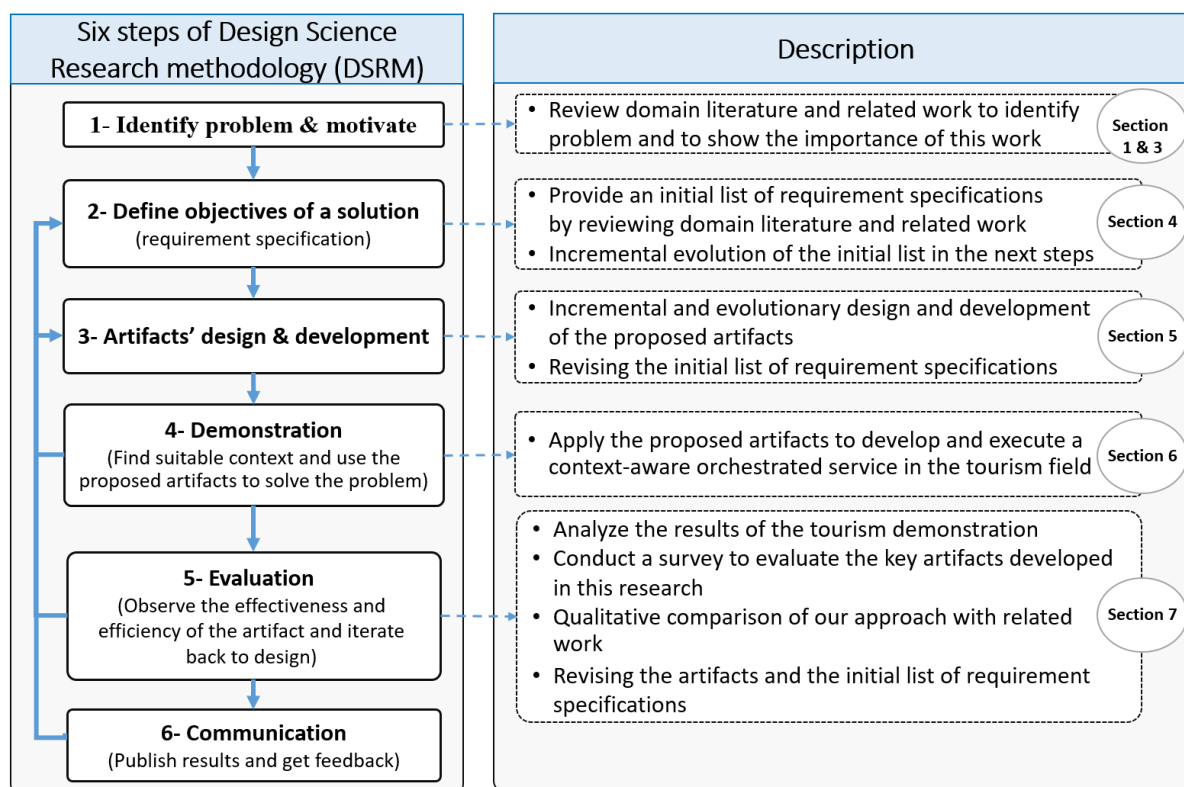 Six steps of Design Science
Research methodology (DSRM)
1- Identify problem & motivate
2- Define objectives of a solution
(requirement specification)
3- Artifacts’ design & development
4- Demonstration
(Find suitable context and use the
proposed artifacts to solve the problem)
5- Evaluation
(Observe the effectiveness and
efficiency of the artifact and iterate
back to design)
6- Communication
(Publish results and get feedback)
Description
• Review domain literature and related work to identify
problem and to show the importance of this work
Section
1 & 3
• Provide an initial list of requirement specifications
by reviewing domain literature and related work
• Incremental evolution of the initial list in the next steps
Section 4
• Incremental and evolutionary design and development
of the proposed artifacts
• Revising the initial list of requirement specifications
Section 5
• Apply the proposed artifacts to develop and execute a
context-aware orchestrated service in the tourism field
Section 6
• Analyze the results of the tourism demonstration
• Conduct a survey to evaluate the key artifacts developed
in this research
• Qualitative comparison of our approach with related
work
• Revising the artifacts and the initial list of requirement
specifications
Section 7